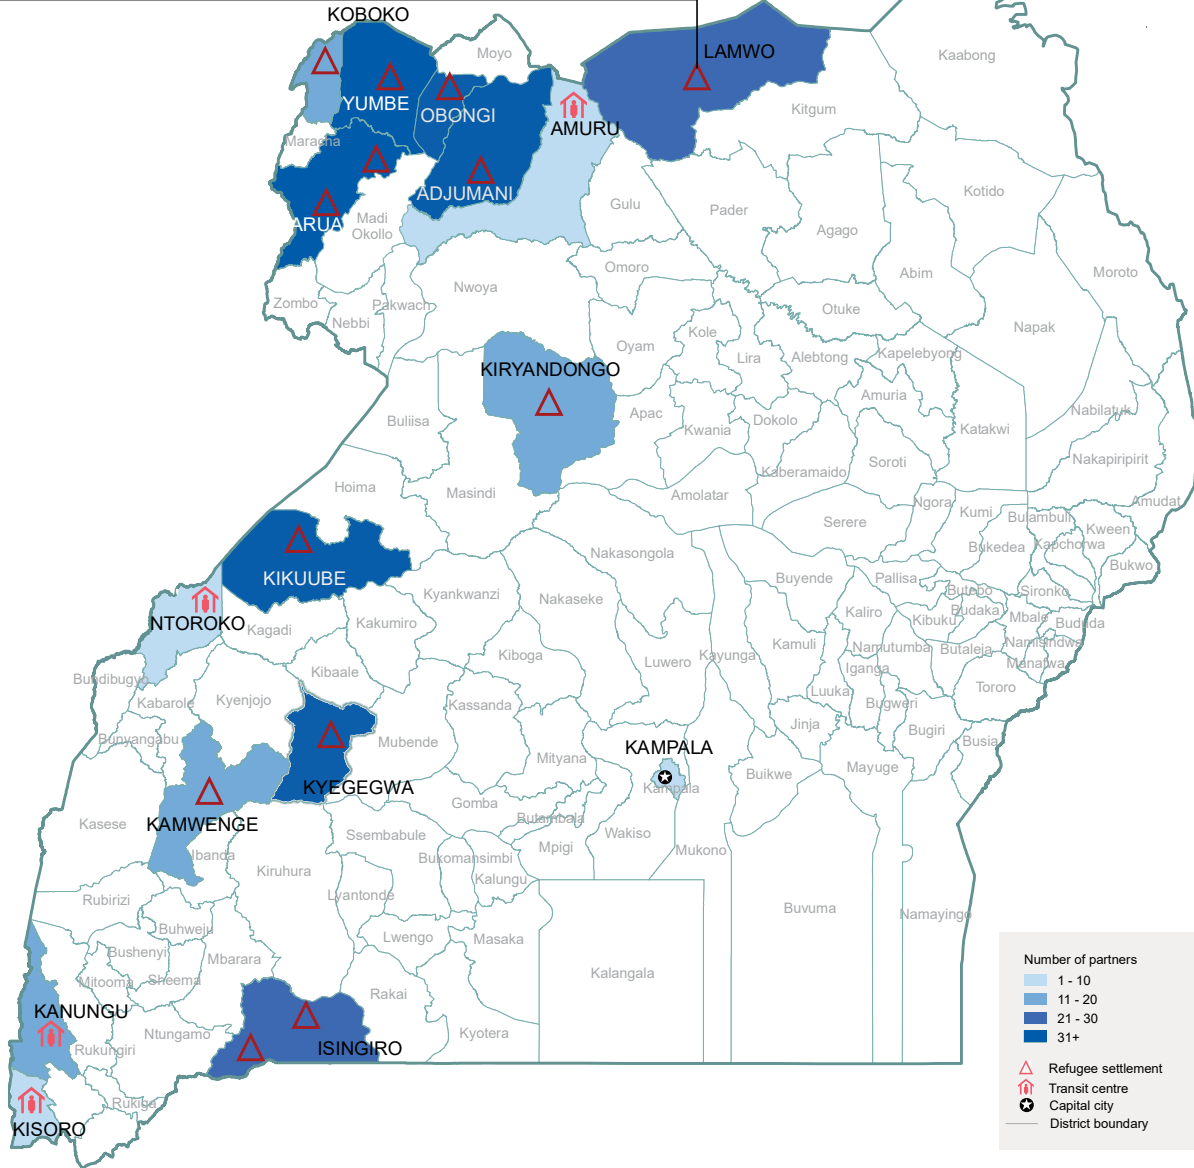 KOBOKO
Moyo
LAMWO
Kaabong
YUMBE
OBONGI
Kitgum
AMURU
Maracha
ADJUMANI
Kotido
ARUA
Madi
Okollo
Gulu
Pader
Agago
Omoro
Abim
Moroto
Nwoya
Zombo
Pakwach
Nebbi
Otuke
Napak
Kole
Oyam
Lira
Alebtong
Kapelebyong
KIRYANDONGO
Amuria
Buliisa
Apac
Kwania
Dokolo
Katakwi
Nabilatuk
Nakapiripirit
Soroti
Kaberamaido
Hoima
Masindi
Amolatar
Ngora
Kumi
Amudat
Serere
Bulambuli
Kween
Bukedea
Kapchorwa
Bukwo
Nakasongola
KIKUUBE
Buyende
Pallisa
Butebo
Sironko
Kyankwanzi
Nakaseke
Kaliro
Kibuku
Budaka
Mbale
Bududa
NTOROKO
Kagadi
Kakumiro
Kamuli
Namutumba
Butaleja
Namisindwa
Kiboga
Luwero
Kayunga
Iganga
Manafwa
Kibaale
Bundibugyo
Kabarole
Kyenjojo
Kassanda
Luuka
Bugweri
Tororo
Jinja
Bugiri
Bunyangabu
Mubende
KAMPALA
Busia
Mityana
Buikwe
Mayuge
Kampala
KYEGEGWA
Gomba
Butambala
Kasese
KAMWENGE
Ssembabule
Wakiso
Mpigi
Mukono
Ibanda
Bukomansimbi
Kiruhura
Kalungu
Rubirizi
Lyantonde
Buvuma
Namayingo
Buhweju
Lwengo
Masaka
Bushenyi
Mbarara
Mitooma
Sheema
Kalangala
Rakai
KANUNGU
Ntungamo
Kyotera
Rukungiri
ISINGIRO
Rukiga
KISORO
Number of partners
1 - 10
11 - 20
21 - 30
31+
Refugee settlement
Transit centre
Capital city
District boundary